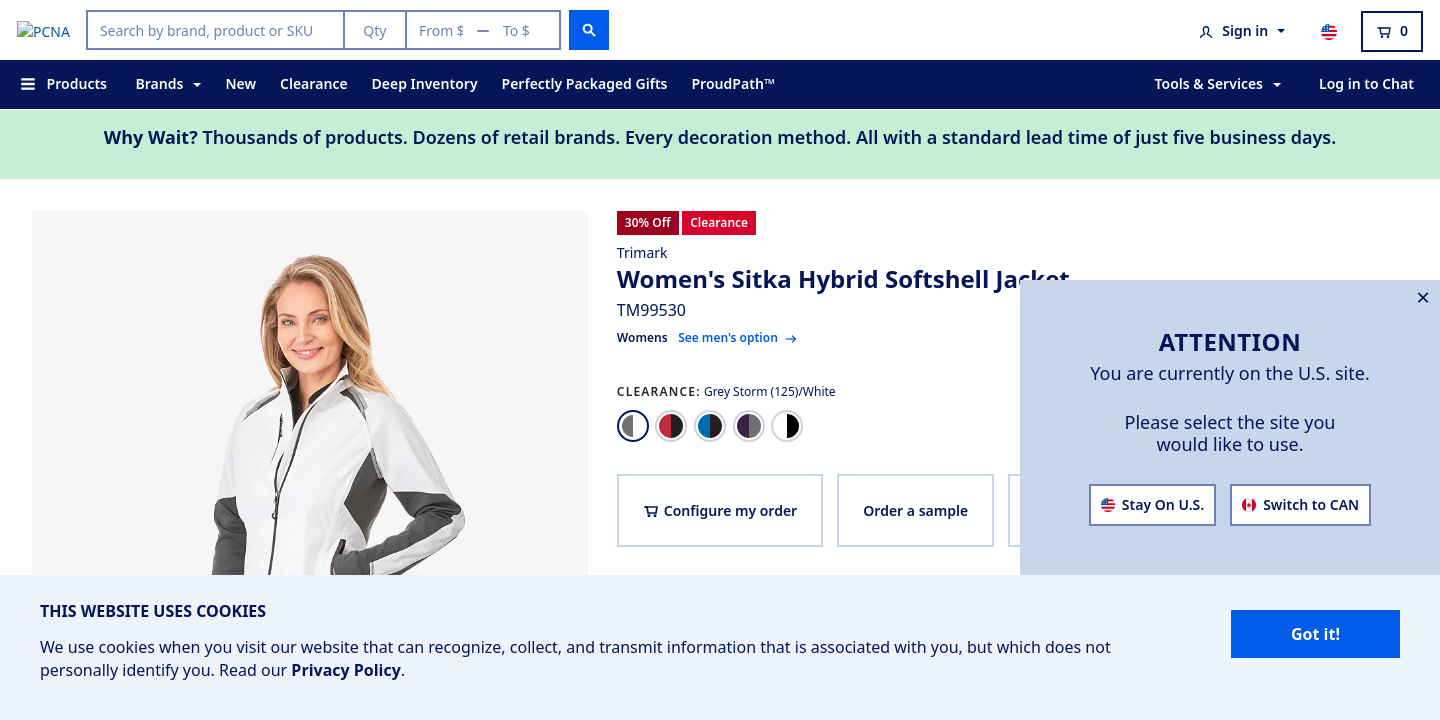 PCNA
Search by brand, product or SKU
Qty
From $
To $
Sign in
0
Products
Brands
New
Clearance
Deep Inventory
Perfectly Packaged Gifts
ProudPath™
Tools & Services
Log in to Chat
Why Wait? Thousands of products. Dozens of retail brands. Every decoration method. All with a standard lead time of just five business days.
30% Off
Clearance
Trimark
Women's Sitka Hybrid Softshell Jacket
TM99530
Womens
See men's option
CLEARANCE: Grey Storm (125)/White
Configure my order
Order a sample
ATTENTION
You are currently on the U.S. site.
Please select the site you
would like to use.
Stay On U.S.
Switch to CAN
THIS WEBSITE USES COOKIES
We use cookies when you visit our website that can recognize, collect, and transmit information that is associated with you, but which does not
personally identify you. Read our Privacy Policy.
Got it!